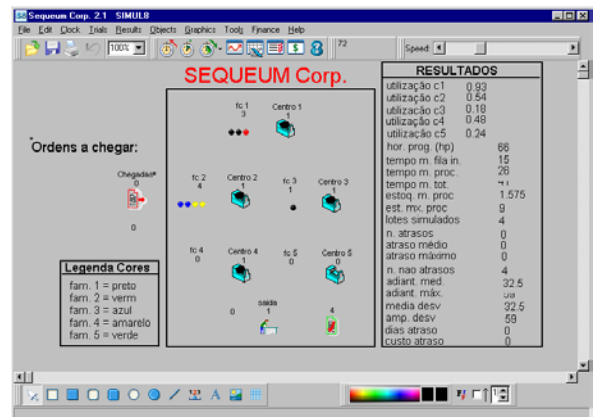 Sequeum Corp. 2.1 SIMUL8
File Edit Clock Trials Results Objects Graphics Tools Finance Help
100% 72 Speed:
SEQUEUM Corp.
Ordens a chegar:
Chegadas*
0
0
fc 1
3
Centro 1
1
fc 2
4
Centro 2
1
fc 3
1
Centro 3
1
fc 4
0
Centro 4
1
fc 5
0
Centro 5
0
0
saida
1
4
Legenda Cores
fam. 1 = preto
fam. 2 = verm
fam. 3 = azul
fam. 4 = amarelo
fam. 5 = verde
RESULTADOS
utilização c1 0.93
utilização c2 0.54
utilização c3 0.18
utilização c4 0.48
utilização c5 0.24
hor. prog. (hp) 66
tempo m. fila in. 15
tempo m. proc. 26
tempo m. tot.
estoq. m. proc 1.575
est. mx. proc 9
lotes simulados 4
n. atrasos 0
atraso médio 0
atraso máximo 0
n. nao atrasos 4
adiant. med. 32.5
adiant. máx.
media desv 32.5
amp. desv 59
dias atraso 0
custo atraso 0